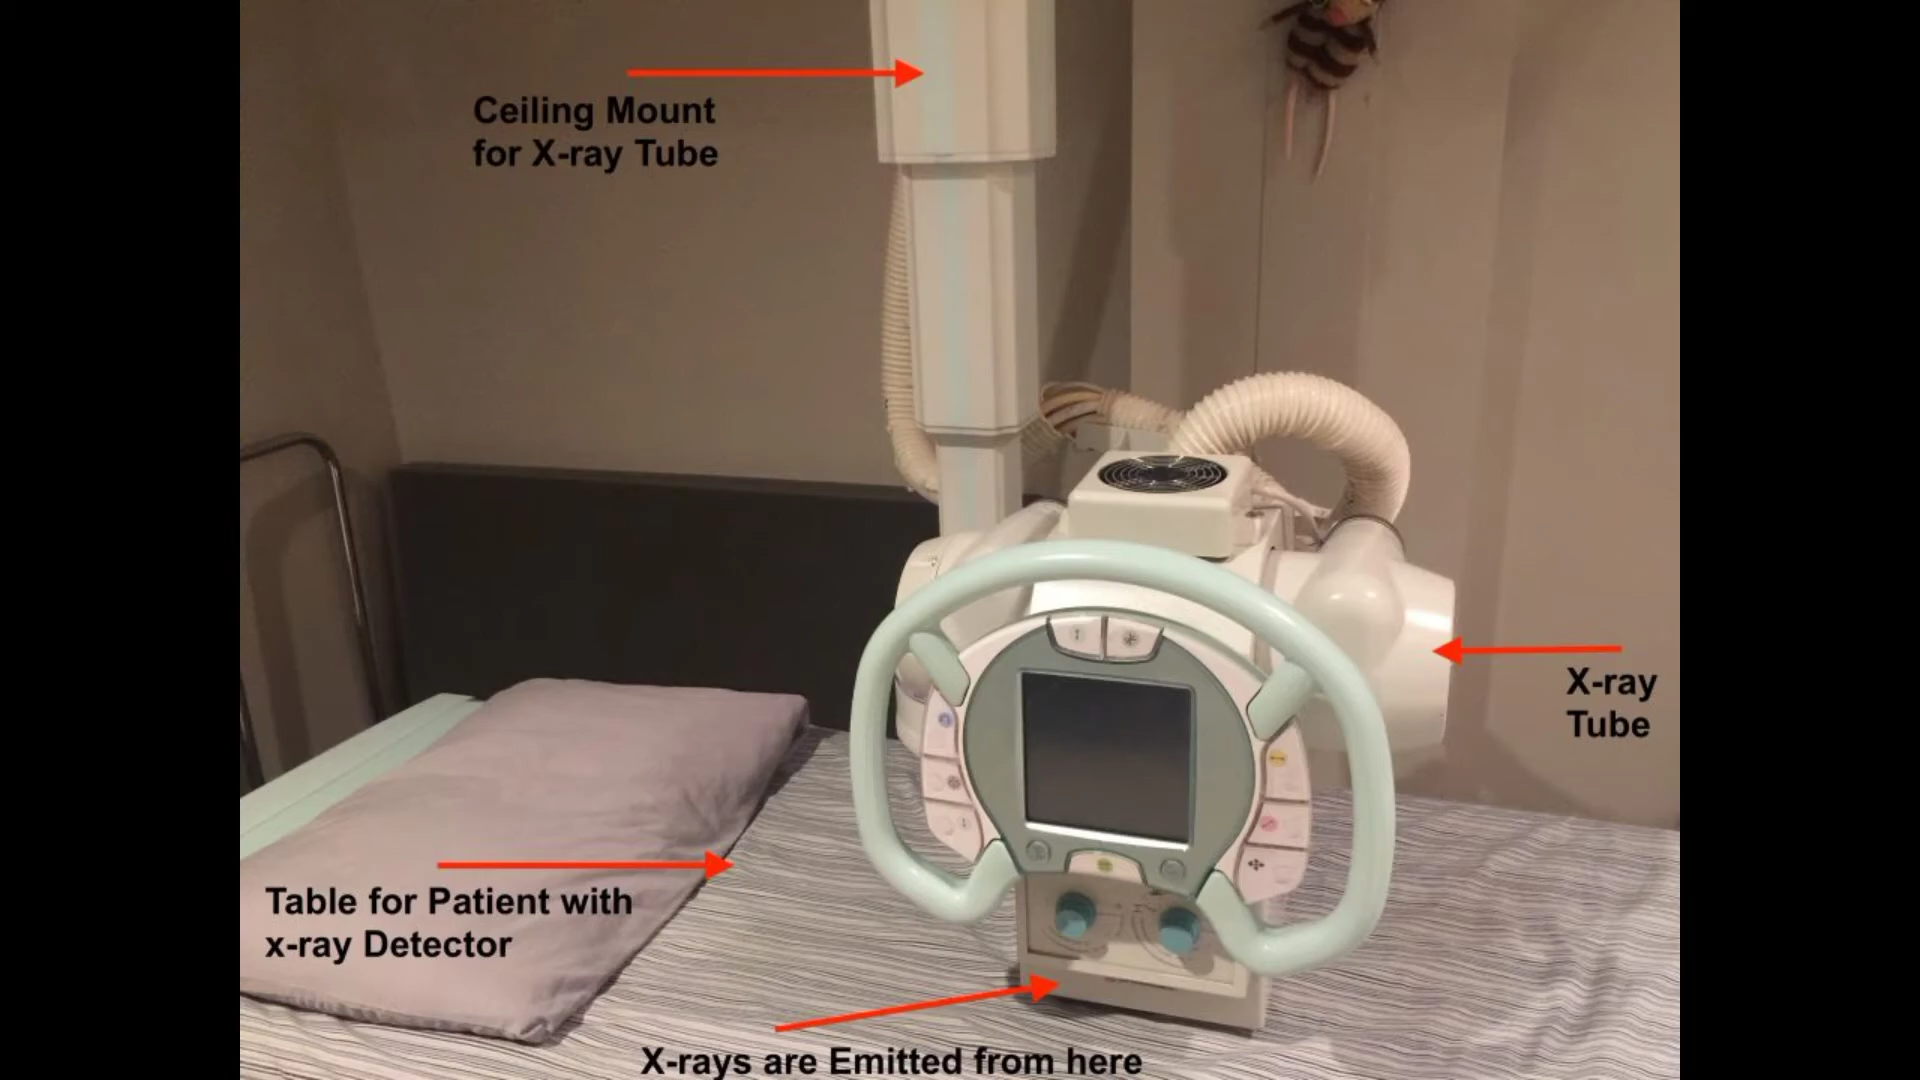 Ceiling Mount
for X-ray Tube
X-ray
Tube
Table for Patient with
x-ray Detector
X-rays are Emitted from here